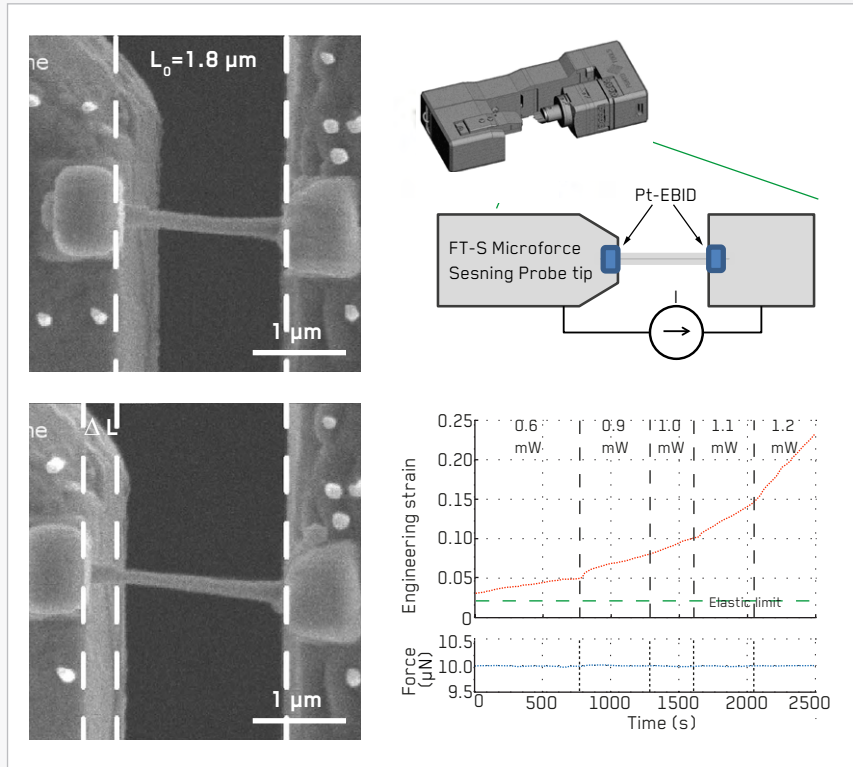 ne
L₀=1.8 µm
1 µm
Pt-EBID
FT-S Microforce
Sesning Probe tip
I
ne
Δ L
1 µm
Engineering strain
0.25
0.20
0.15
0.10
0.05
0
0.6
mW
0.9
mW
1.0
mW
1.1
mW
1.2
mW
Elastic limit
Force
(µN)
10.5
10.0
9.5
0 500 1000 1500 2000 2500
Time (s)